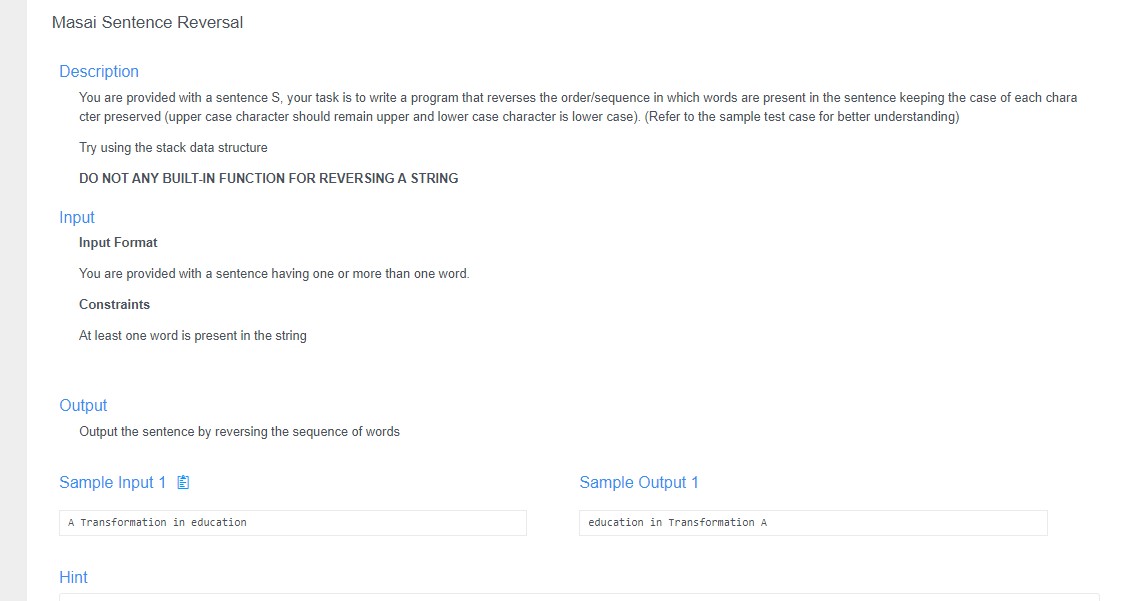 Masai Sentence Reversal
Description
You are provided with a sentence S, your task is to write a program that reverses the order/sequence in which words are present in the sentence keeping the case of each chara
cter preserved (upper case character should remain upper and lower case character is lower case). (Refer to the sample test case for better understanding)
Try using the stack data structure
DO NOT ANY BUILT-IN FUNCTION FOR REVERSING A STRING
Input
Input Format
You are provided with a sentence having one or more than one word.
Constraints
At least one word is present in the string
Output
Output the sentence by reversing the sequence of words
Sample Input 1
A Transformation in education
Sample Output 1
education in Transformation A
Hint